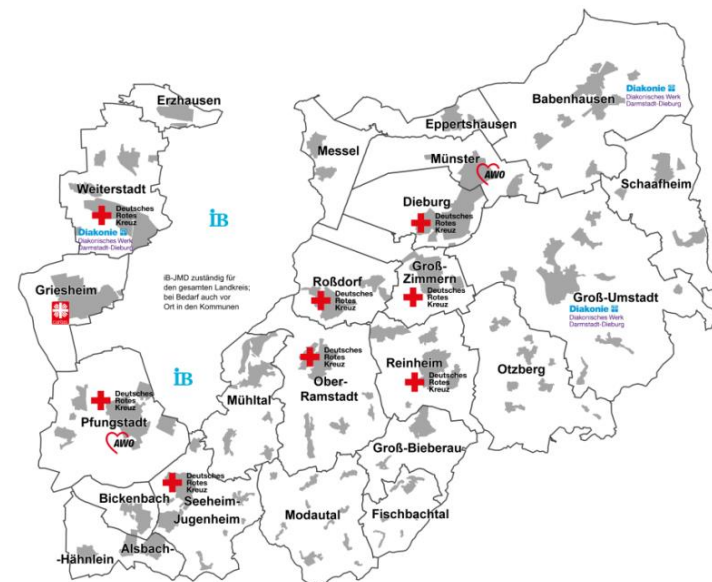 Erzhausen
Babenhausen
Diakonie
Diakonisches Werk
Darmstadt-Dieburg
Eppertshausen
Messel
Münster
AWO
Schaafheim
Weiterstadt
Deutsches
Rotes
Kreuz
Diakonie
Diakonisches Werk
Darmstadt-Dieburg
iB
Dieburg
Deutsches
Rotes
Kreuz
Griesheim
iB-JMD zuständig für
den gesamten Landkreis;
bei Bedarf auch vor
Ort in den Kommunen
Roßdorf
Deutsches
Rotes
Kreuz
Groß-
Zimmern
Deutsches
Rotes
Kreuz
Groß-Umstadt
Diakonie
Diakonisches Werk
Darmstadt-Dieburg
iB
Mühltal
Deutsches
Rotes
Kreuz
Ober-
Ramstadt
Reinheim
Deutsches
Rotes
Kreuz
Otzberg
Deutsches
Rotes
Kreuz
Pfungstadt
AWO
Groß-Bieberau
Deutsches
Rotes
Kreuz
Bickenbach
Seeheim-
Jugenheim
Modautal
Fischbachtal
Alsbach-
-Hähnlein